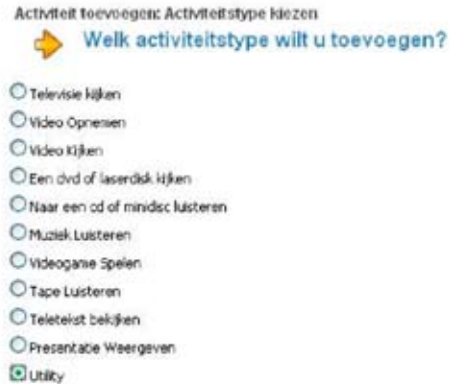 Activiteit toevoegen: Activiteitstype kiezen
Welk activiteitstype wilt u toevoegen?
Televisie kijken
Video Opnemen
Video Kijken
Een dvd of laserdisk kijken
Naar een cd of minidisc luisteren
Muziek Luisteren
Videogame Spelen
Tape Luisteren
Teletekst bekijken
Presentatie Weergeven
Utility